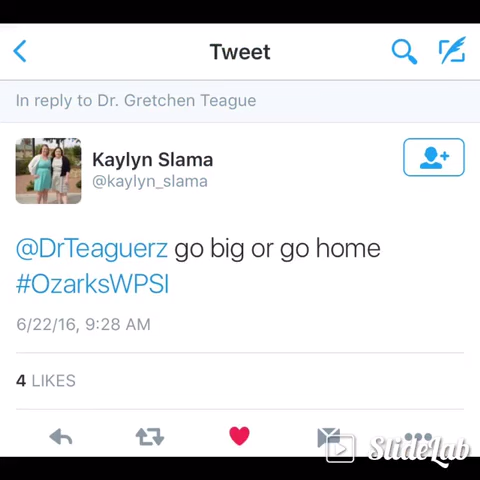 Tweet
In reply to Dr. Gretchen Teague
Kaylyn Slama
@kaylyn_slama
@DrTeaguerz go big or go home
#OzarksWPSI
6/22/16, 9:28 AM
4 LIKES
SlideLab